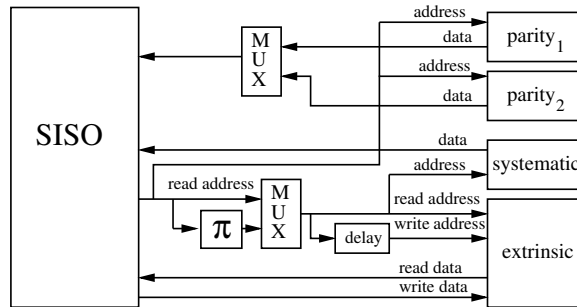 address
parity1
data
M
U
X
address
parity2
data
SISO
data
systematic
address
read address
M
U
X
read address
π
write address
delay
extrinsic
read data
write data